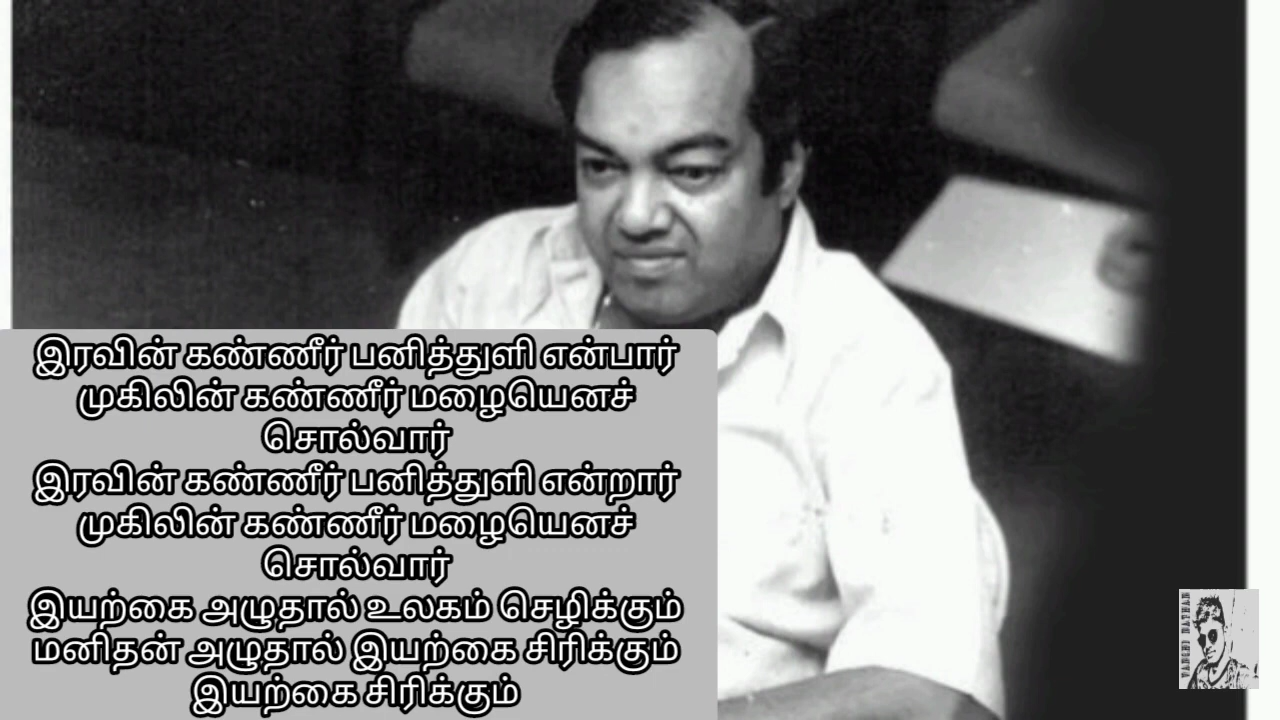 இரவின் கண்ணீர் பனித்துளி என்பார்
முகிலின் கண்ணீர் மழையெனச்
சொல்வார்
இரவின் கண்ணீர் பனித்துளி என்றார்
முகிலின் கண்ணீர் மழையெனச்
சொல்வார்
இயற்கை அழுதால் உலகம் செழிக்கும்
மனிதன் அழுதால் இயற்கை சிரிக்கும்
இயற்கை சிரிக்கும்